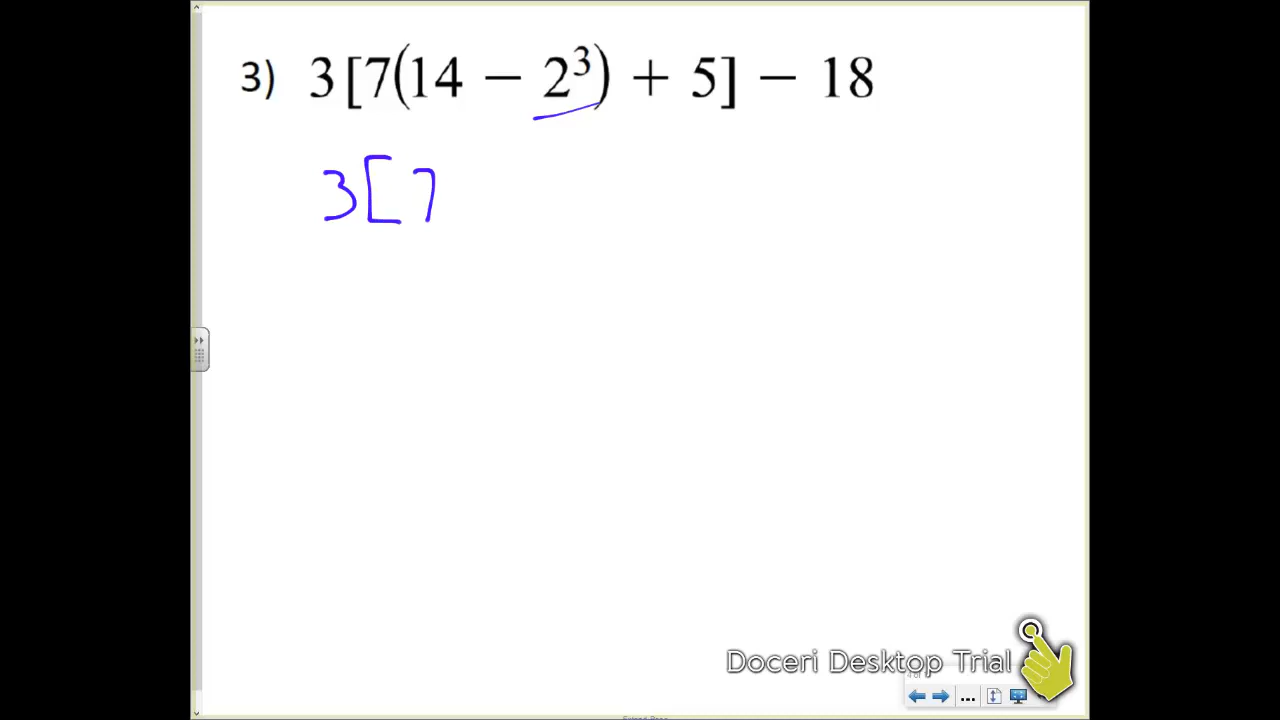 3) 3[7(14 − 2³) + 5] − 18
3[7
Doceri Desktop Trial